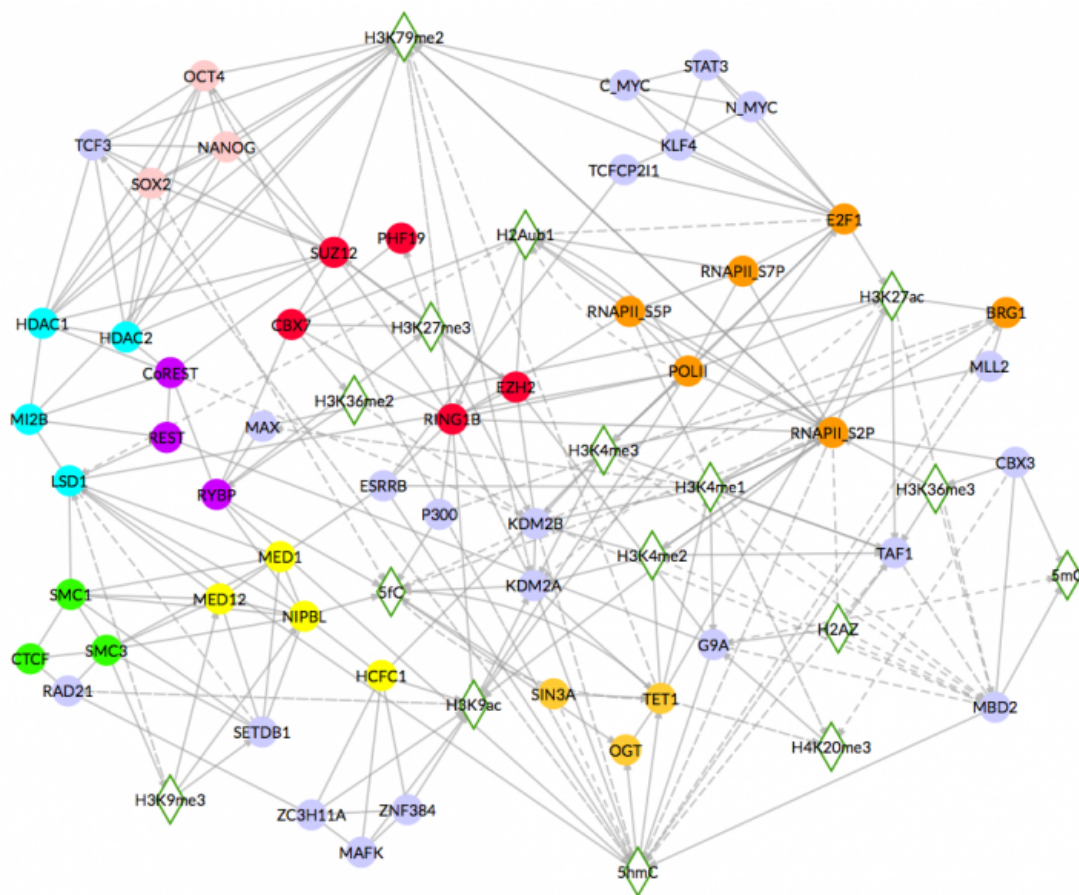 H3K79me2
STAT3
OCT4
C_MYC
N_MYC
TCF3
NANOG
KLF4
TCFCP2I1
SOX2
E2F1
H2Aub1
PHF19
SUZ12
RNAPII_S7P
H3K27ac
RNAPII_S5P
BRG1
HDAC1
CBX7
H3K27me3
HDAC2
MLL2
CoREST
POLII
EZH2
H3K36me2
MI2B
RING1B
MAX
REST
RNAPII_S2P
H3K4me3
CBX3
LSD1
ESRRB
H3K4me1
H3K36me3
RYBP
P300
KDM2B
MED1
H3K4me2
TAF1
5mC
KDM2A
5fC
SMC1
MED12
NIPBL
H2AZ
G9A
SMC3
CTCF
HCFC1
RAD21
SIN3A
TET1
H3K9ac
MBD2
SETDB1
H4K20me3
OGT
H3K9me3
ZNF384
ZC3H11A
MAFK
5hmC